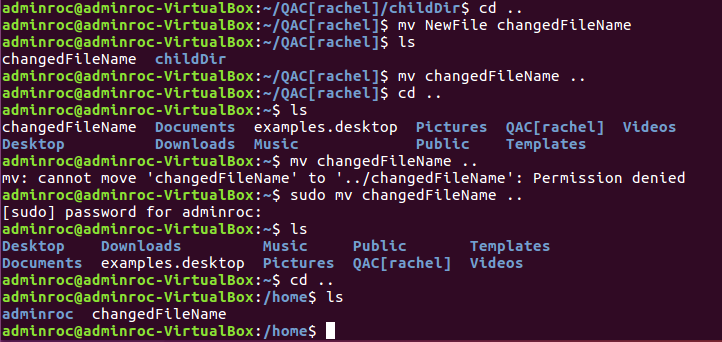 adminroc@adminroc-VirtualBox:~/QAC[rachel]/childDir$ cd ..
adminroc@adminroc-VirtualBox:~/QAC[rachel]$ mv NewFile changedFileName
adminroc@adminroc-VirtualBox:~/QAC[rachel]$ ls
changedFileName  childDir
adminroc@adminroc-VirtualBox:~/QAC[rachel]$ mv changedFileName ..
adminroc@adminroc-VirtualBox:~/QAC[rachel]$ cd ..
adminroc@adminroc-VirtualBox:~$ ls
changedFileName  Documents  examples.desktop  Pictures  QAC[rachel]  Videos
Desktop          Downloads  Music             Public    Templates
adminroc@adminroc-VirtualBox:~$ mv changedFileName ..
mv: cannot move 'changedFileName' to '../changedFileName': Permission denied
adminroc@adminroc-VirtualBox:~$ sudo mv changedFileName ..
[sudo] password for adminroc:
adminroc@adminroc-VirtualBox:~$ ls
Desktop    Downloads         Music     Public       Templates
Documents  examples.desktop  Pictures  QAC[rachel]  Videos
adminroc@adminroc-VirtualBox:~$ cd ..
adminroc@adminroc-VirtualBox:/home$ ls
adminroc  changedFileName
adminroc@adminroc-VirtualBox:/home$